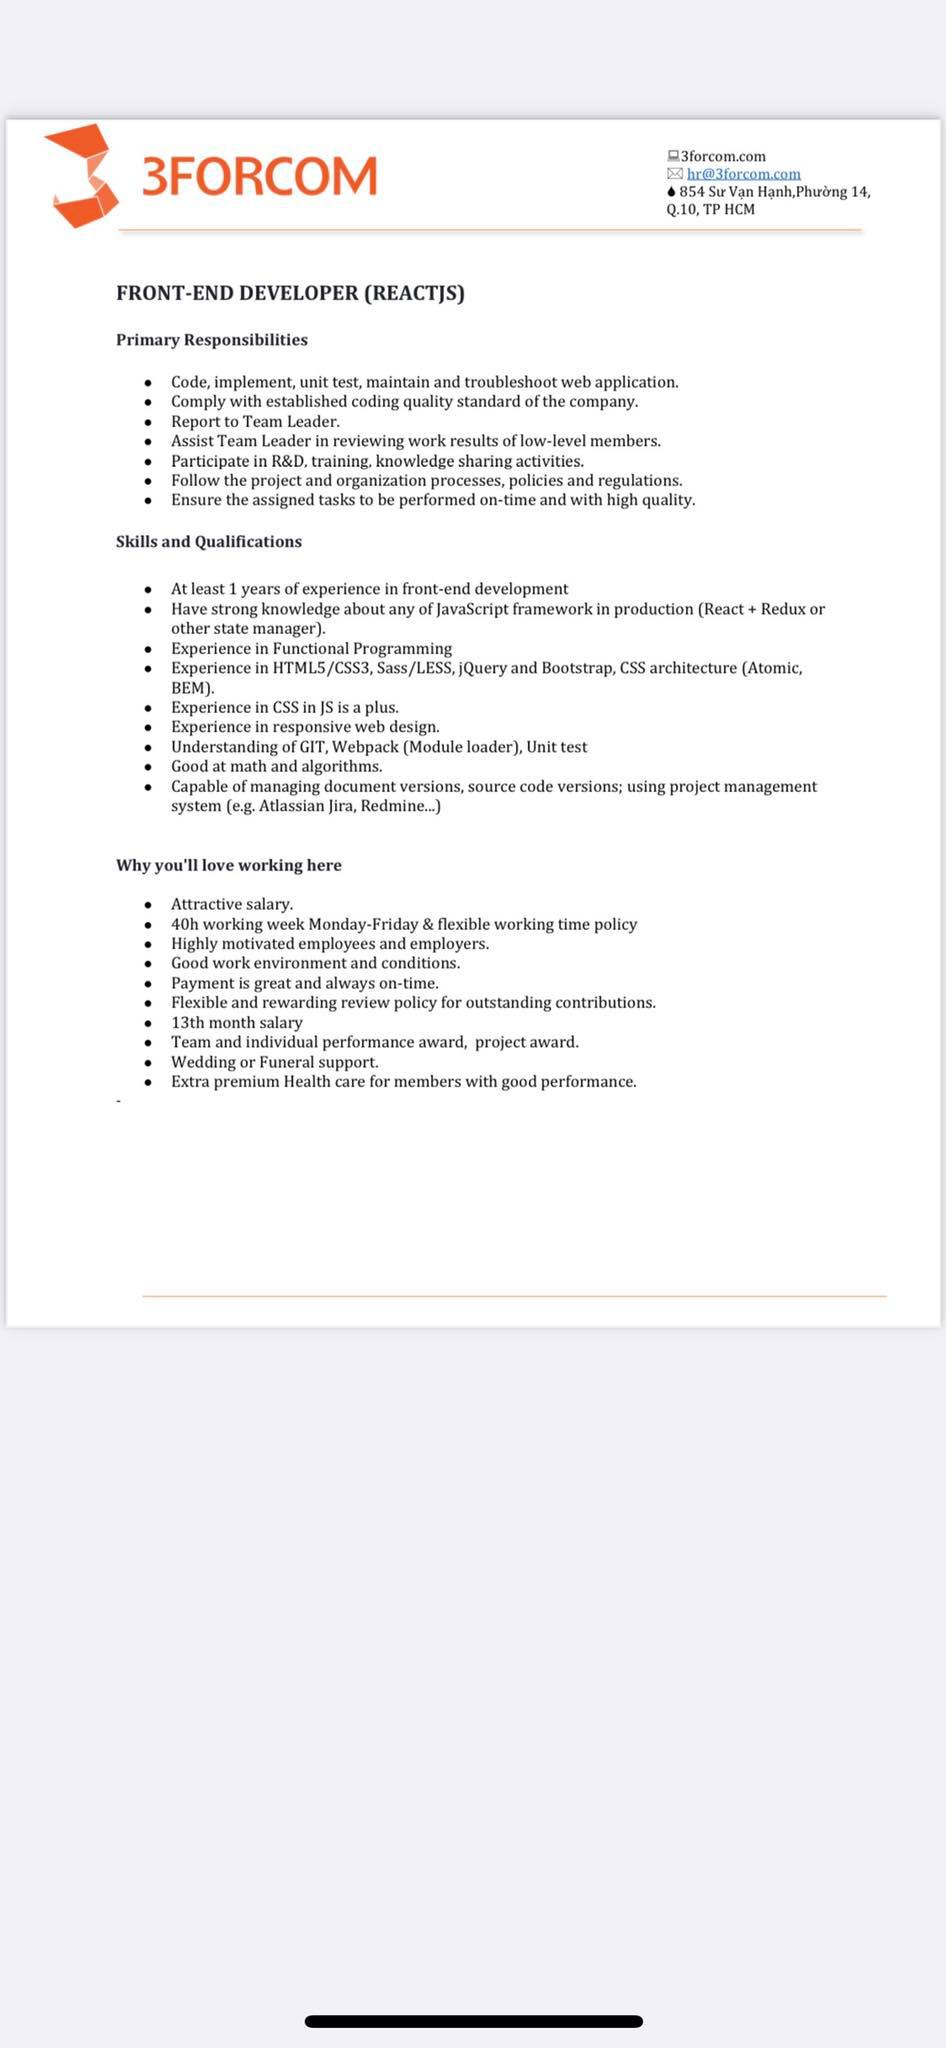 3FORCOM
3forcom.com
hr@3forcom.com
854 Sư Vạn Hạnh,Phường 14,
Q.10, TP HCM
FRONT-END DEVELOPER (REACTJS)
Primary Responsibilities
● Code, implement, unit test, maintain and troubleshoot web application.
● Comply with established coding quality standard of the company.
● Report to Team Leader.
● Assist Team Leader in reviewing work results of low-level members.
● Participate in R&D, training, knowledge sharing activities.
● Follow the project and organization processes, policies and regulations.
● Ensure the assigned tasks to be performed on-time and with high quality.
Skills and Qualifications
● At least 1 years of experience in front-end development
● Have strong knowledge about any of JavaScript framework in production (React + Redux or
other state manager).
● Experience in Functional Programming
● Experience in HTML5/CSS3, Sass/LESS, jQuery and Bootstrap, CSS architecture (Atomic,
BEM).
● Experience in CSS in JS is a plus.
● Experience in responsive web design.
● Understanding of GIT, Webpack (Module loader), Unit test
● Good at math and algorithms.
● Capable of managing document versions, source code versions; using project management
system (e.g. Atlassian Jira, Redmine...)
Why you'll love working here
● Attractive salary.
● 40h working week Monday-Friday & flexible working time policy
● Highly motivated employees and employers.
● Good work environment and conditions.
● Payment is great and always on-time.
● Flexible and rewarding review policy for outstanding contributions.
● 13th month salary
● Team and individual performance award,  project award.
● Wedding or Funeral support.
● Extra premium Health care for members with good performance.
-